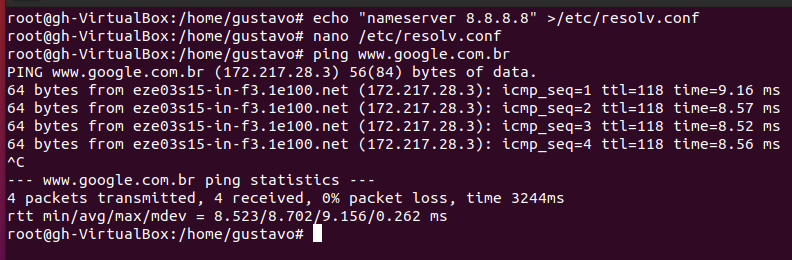 root@gh-VirtualBox:/home/gustavo# echo "nameserver 8.8.8.8" >/etc/resolv.conf
root@gh-VirtualBox:/home/gustavo# nano /etc/resolv.conf
root@gh-VirtualBox:/home/gustavo# ping www.google.com.br
PING www.google.com.br (172.217.28.3) 56(84) bytes of data.
64 bytes from eze03s15-in-f3.1e100.net (172.217.28.3): icmp_seq=1 ttl=118 time=9.16 ms
64 bytes from eze03s15-in-f3.1e100.net (172.217.28.3): icmp_seq=2 ttl=118 time=8.57 ms
64 bytes from eze03s15-in-f3.1e100.net (172.217.28.3): icmp_seq=3 ttl=118 time=8.52 ms
64 bytes from eze03s15-in-f3.1e100.net (172.217.28.3): icmp_seq=4 ttl=118 time=8.56 ms
^C
--- www.google.com.br ping statistics ---
4 packets transmitted, 4 received, 0% packet loss, time 3244ms
rtt min/avg/max/mdev = 8.523/8.702/9.156/0.262 ms
root@gh-VirtualBox:/home/gustavo#